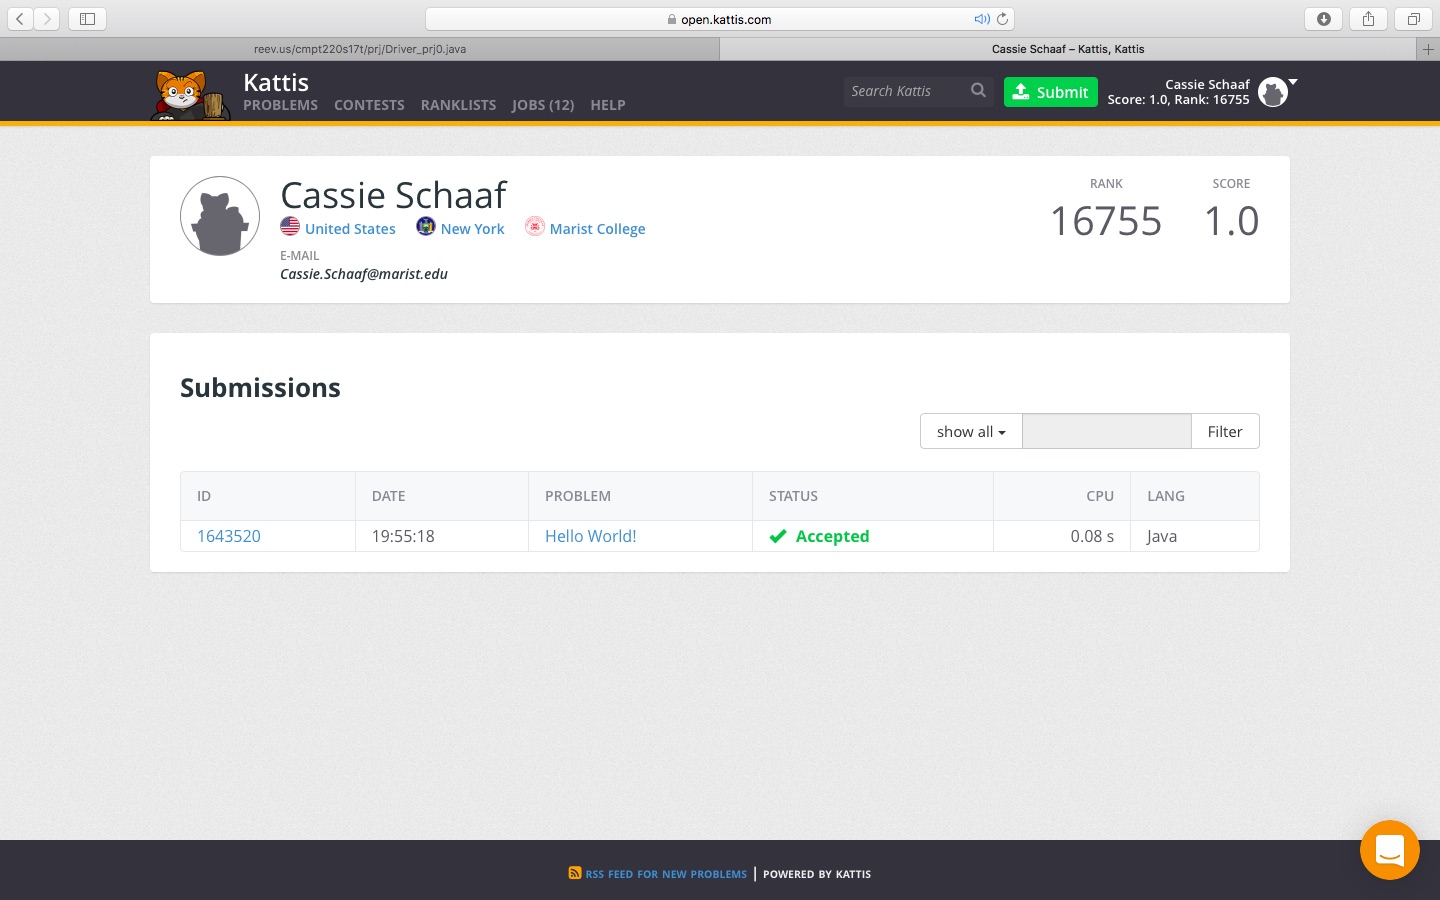 open.kattis.com
reev.us/cmpt220s17t/prj/Driver_prj0.java
Cassie Schaaf – Kattis, Kattis
Kattis
PROBLEMS CONTESTS RANKLISTS JOBS (12) HELP
Search Kattis
Submit
Cassie Schaaf
Score: 1.0, Rank: 16755
Cassie Schaaf
United States New York Marist College
E-MAIL
Cassie.Schaaf@marist.edu
RANK SCORE
16755 1.0
Submissions
show all Filter
ID DATE PROBLEM STATUS CPU LANG
1643520 19:55:18 Hello World! Accepted 0.08 s Java
RSS FEED FOR NEW PROBLEMS | POWERED BY KATTIS